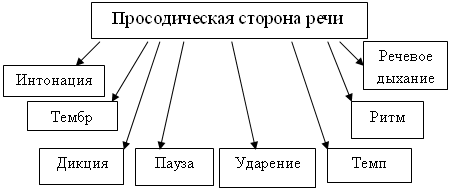 Просодическая сторона речи
Речевое
дыхание
Интонация
Тембр
Ритм
Дикция
Пауза
Ударение
Темп